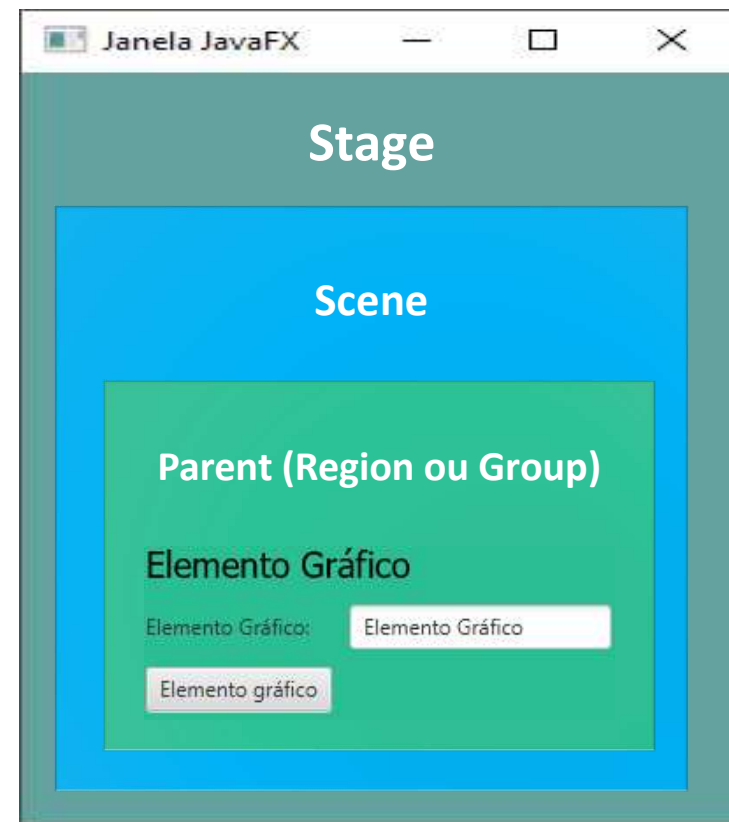 Janela JavaFX
Stage
Scene
Parent (Region ou Group)
Elemento Gráfico
Elemento Gráfico: Elemento Gráfico
Elemento gráfico